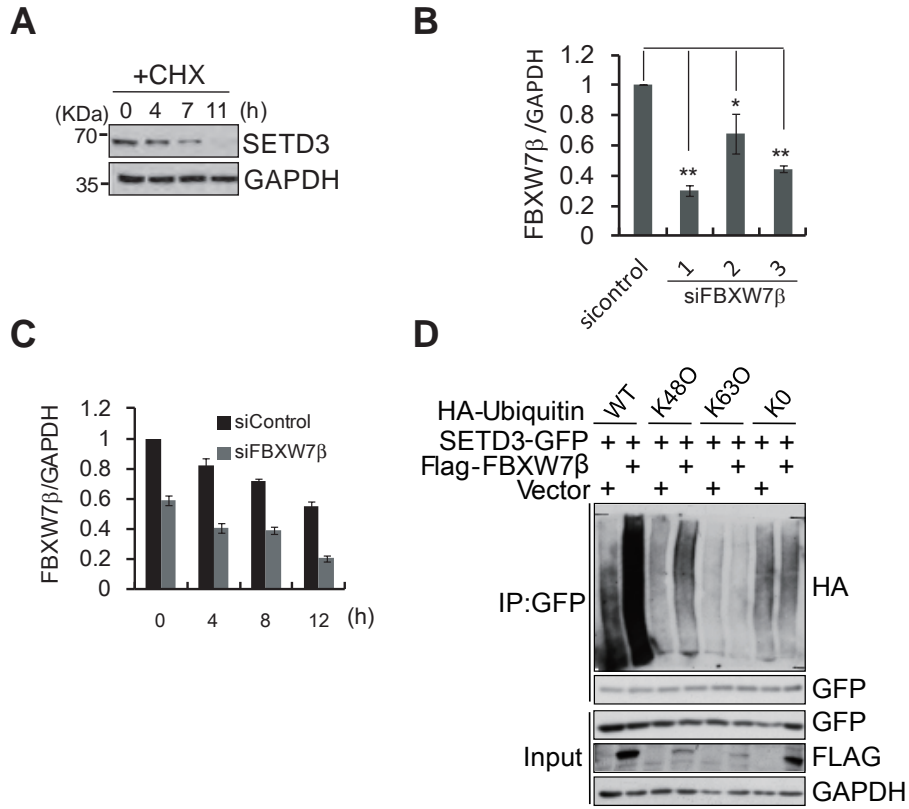 A
+CHX
(KDa) 0 4 7 11 (h)
70
SETD3
35
GAPDH
B
FBXW7β/GAPDH
1.2
1
0.8
0.6
0.4
0.2
0
**
*
**
sicontrol
1 2 3
siFBXW7β
C
FBXW7β/GAPDH
1.2
1
0.8
0.6
0.4
0.2
0
siControl
siFBXW7β
0 4 8 12 (h)
D
HA-Ubiquitin WT K48O K63O K0
SETD3-GFP + + + + + + + +
Flag-FBXW7β + + + +
Vector + + + +
IP:GFP
HA
GFP
Input
GFP
FLAG
GAPDH